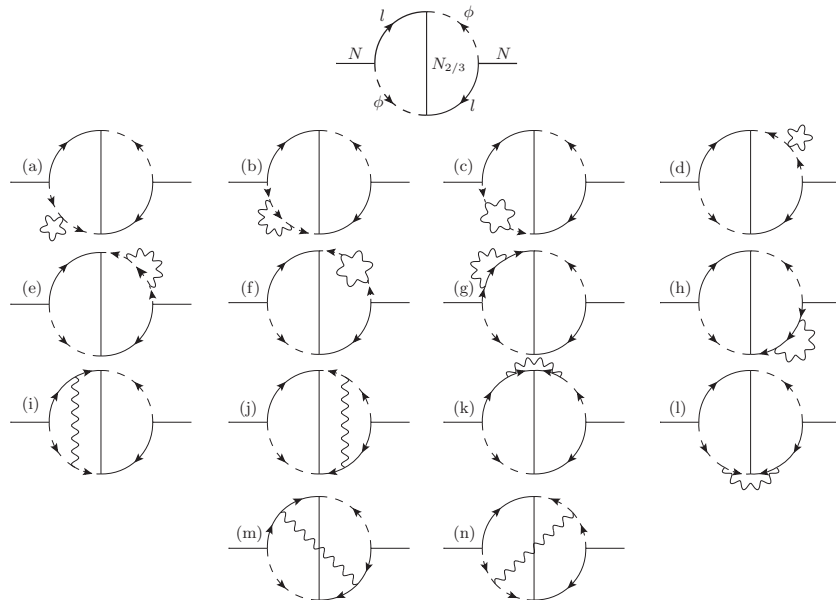 l ϕ
N N_{2/3} N
ϕ l
(a) (b) (c) (d)
(e) (f) (g) (h)
(i) (j) (k) (l)
(m) (n)